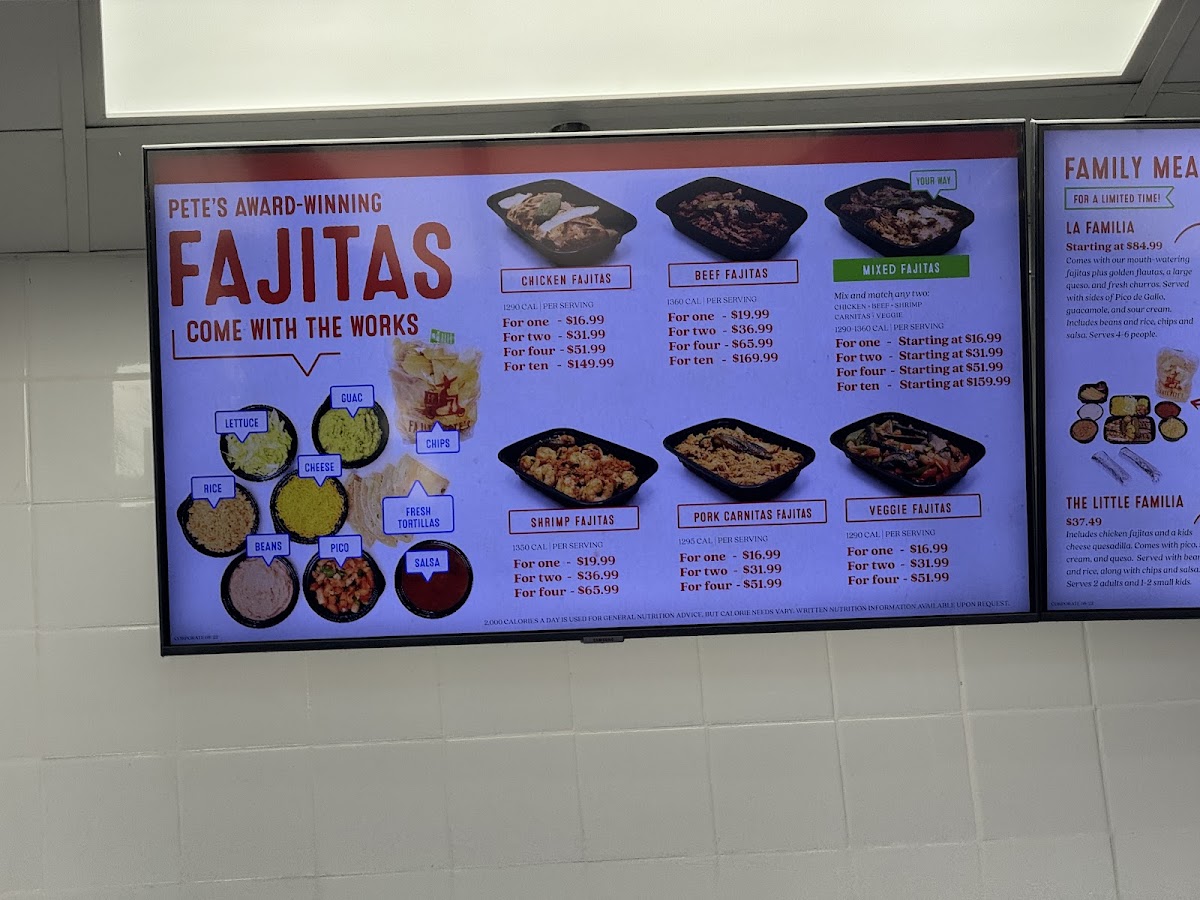 PETE'S AWARD-WINNING
FAJITAS
COME WITH THE WORKS
LETTUCE
GUAC
CHIPS
RICE
CHEESE
FRESH
TORTILLAS
BEANS
PICO
SALSA
CHICKEN FAJITAS
1290 CAL | PER SERVING
For one - $16.99
For two - $31.99
For four - $51.99
For ten - $149.99
BEEF FAJITAS
1360 CAL | PER SERVING
For one - $19.99
For two - $36.99
For four - $65.99
For ten - $169.99
YOUR WAY
MIXED FAJITAS
Mix and match any two:
CHICKEN • BEEF • SHRIMP
CARNITAS | VEGGIE
1290-1360 CAL | PER SERVING
For one - Starting at $16.99
For two - Starting at $31.99
For four - Starting at $51.99
For ten - Starting at $159.99
SHRIMP FAJITAS
1350 CAL | PER SERVING
For one - $19.99
For two - $36.99
For four - $65.99
PORK CARNITAS FAJITAS
1295 CAL | PER SERVING
For one - $16.99
For two - $31.99
For four - $51.99
VEGGIE FAJITAS
1290 CAL | PER SERVING
For one - $16.99
For two - $31.99
For four - $51.99
2,000 CALORIES A DAY IS USED FOR GENERAL NUTRITION ADVICE, BUT CALORIE NEEDS VARY. WRITTEN NUTRITION INFORMATION AVAILABLE UPON REQUEST.
SAMSUNG
FAMILY MEA
FOR A LIMITED TIME!
LA FAMILIA
Starting at $84.99
Comes with our mouth-watering
fajitas plus golden flautas, a large
queso, and fresh churros. Served
with sides of Pico de Gallo,
guacamole, and sour cream.
Includes beans and rice, chips and
salsa. Serves 4-6 people.
THE LITTLE FAMILIA
$37.49
Includes chicken fajitas and a kids
cheese quesadilla. Comes with pico,
cream, and queso. Served with bea
and rice, along with chips and salsa
Serves 2 adults and 1-2 small kids.